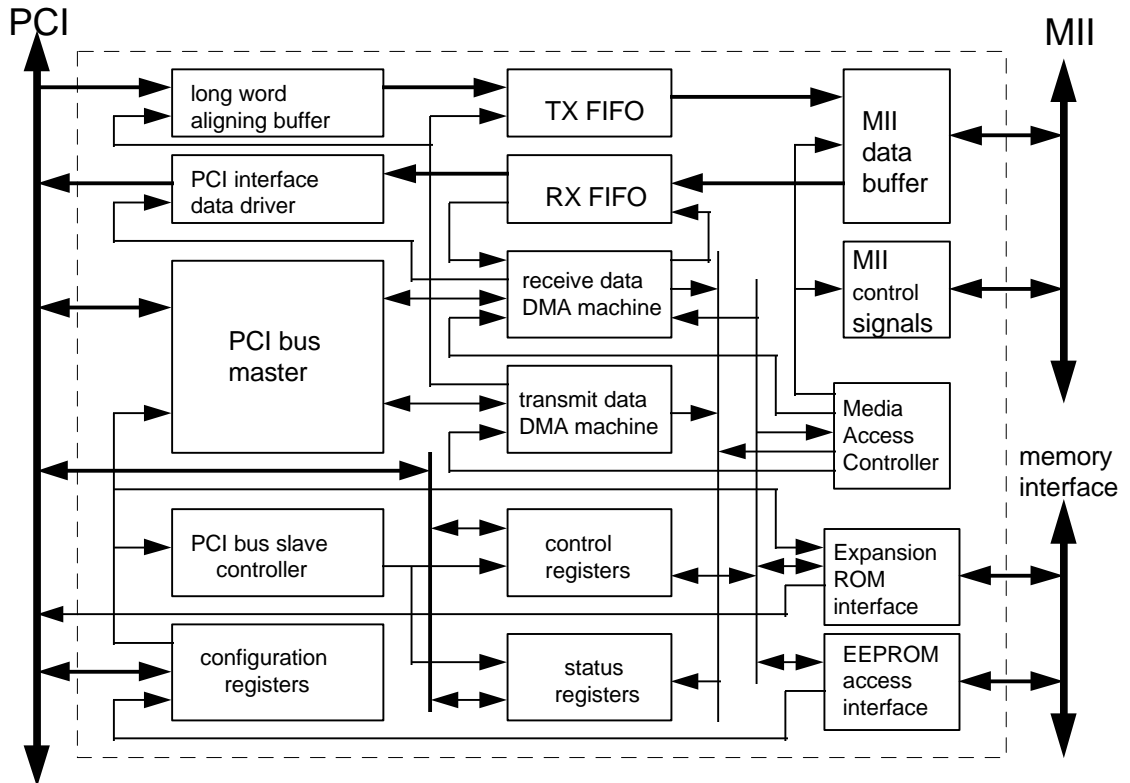 PCI
MII
long word
aligning buffer
TX FIFO
MII
data
buffer
PCI interface
data driver
RX FIFO
MII
control
signals
receive data
DMA machine
PCI bus
master
transmit data
DMA machine
Media
Access
Controller
memory
interface
PCI bus slave
controller
control
registers
Expansion
ROM
interface
configuration
registers
status
registers
EEPROM
access
interface